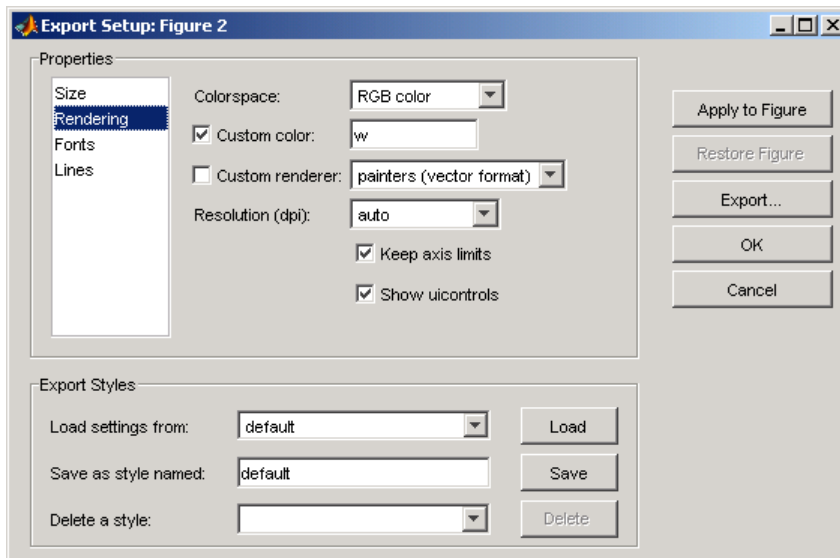 Export Setup: Figure 2
Properties
Size
Rendering
Fonts
Lines
Colorspace: RGB color
Custom color: w
Custom renderer: painters (vector format)
Resolution (dpi): auto
Keep axis limits
Show uicontrols
Apply to Figure
Restore Figure
Export...
OK
Cancel
Export Styles
Load settings from: default Load
Save as style named: default Save
Delete a style: Delete